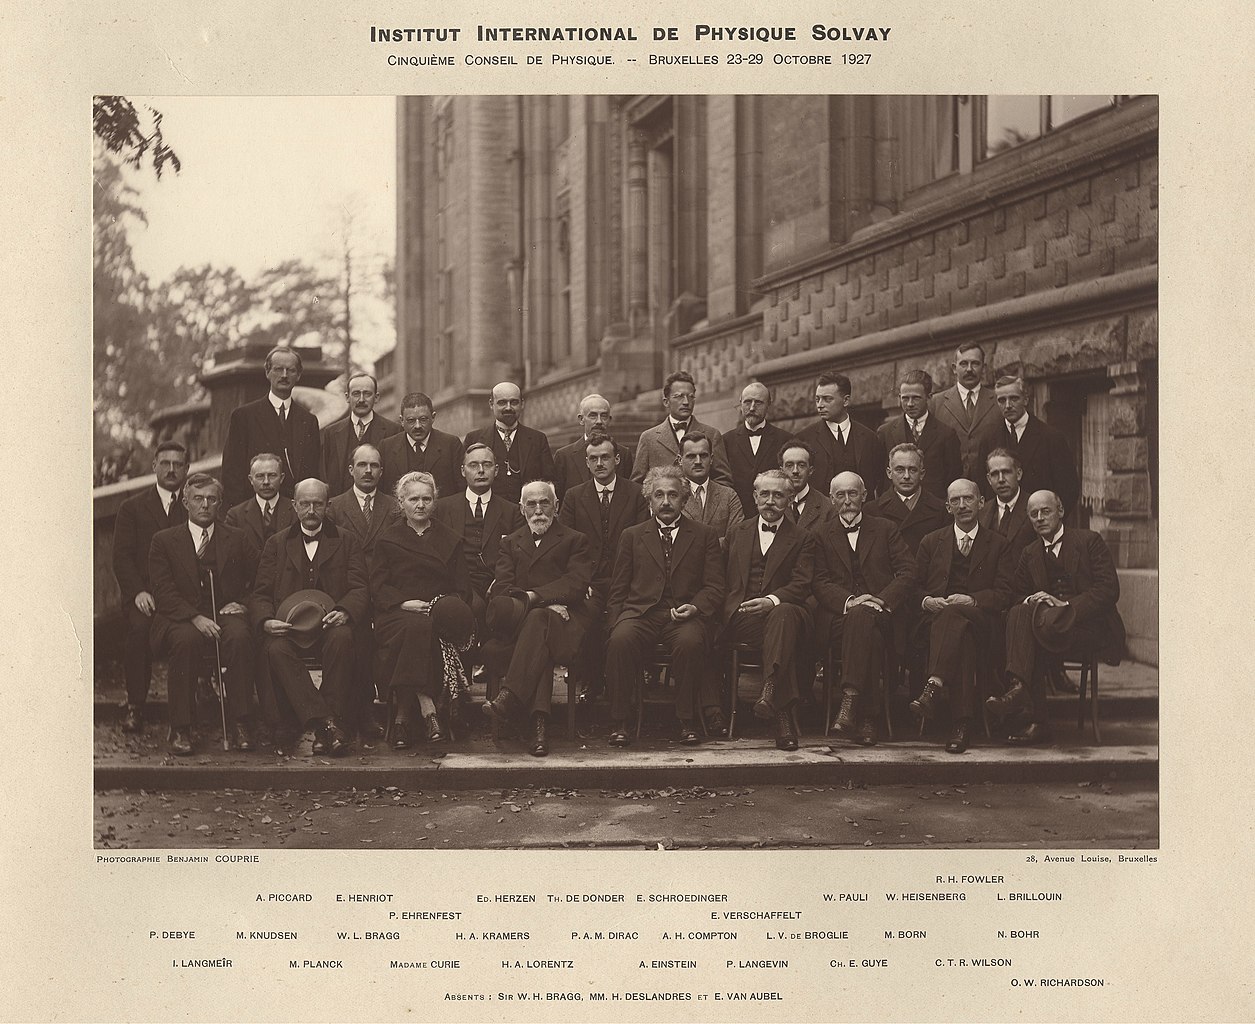 INSTITUT INTERNATIONAL DE PHYSIQUE SOLVAY
CINQUIÈME CONSEIL DE PHYSIQUE. -- BRUXELLES 23-29 OCTOBRE 1927
PHOTOGRAPHIE BENJAMIN COUPRIE 28, Avenue Louise, Bruxelles
R. H. FOWLER
A. PICCARD E. HENRIOT ED. HERZEN TH. DE DONDER E. SCHROEDINGER W. PAULI W. HEISENBERG L. BRILLOUIN
P. EHRENFEST E. VERSCHAFFELT
P. DEBYE M. KNUDSEN W. L. BRAGG H. A. KRAMERS P. A. M. DIRAC A. H. COMPTON L. V. DE BROGLIE M. BORN N. BOHR
I. LANGMEÎR M. PLANCK MADAME CURIE H. A. LORENTZ A. EINSTEIN P. LANGEVIN CH. E. GUYE C. T. R. WILSON
O. W. RICHARDSON
ABSENTS : SIR W. H. BRAGG, MM. H. DESLANDRES ET E. VAN AUBEL